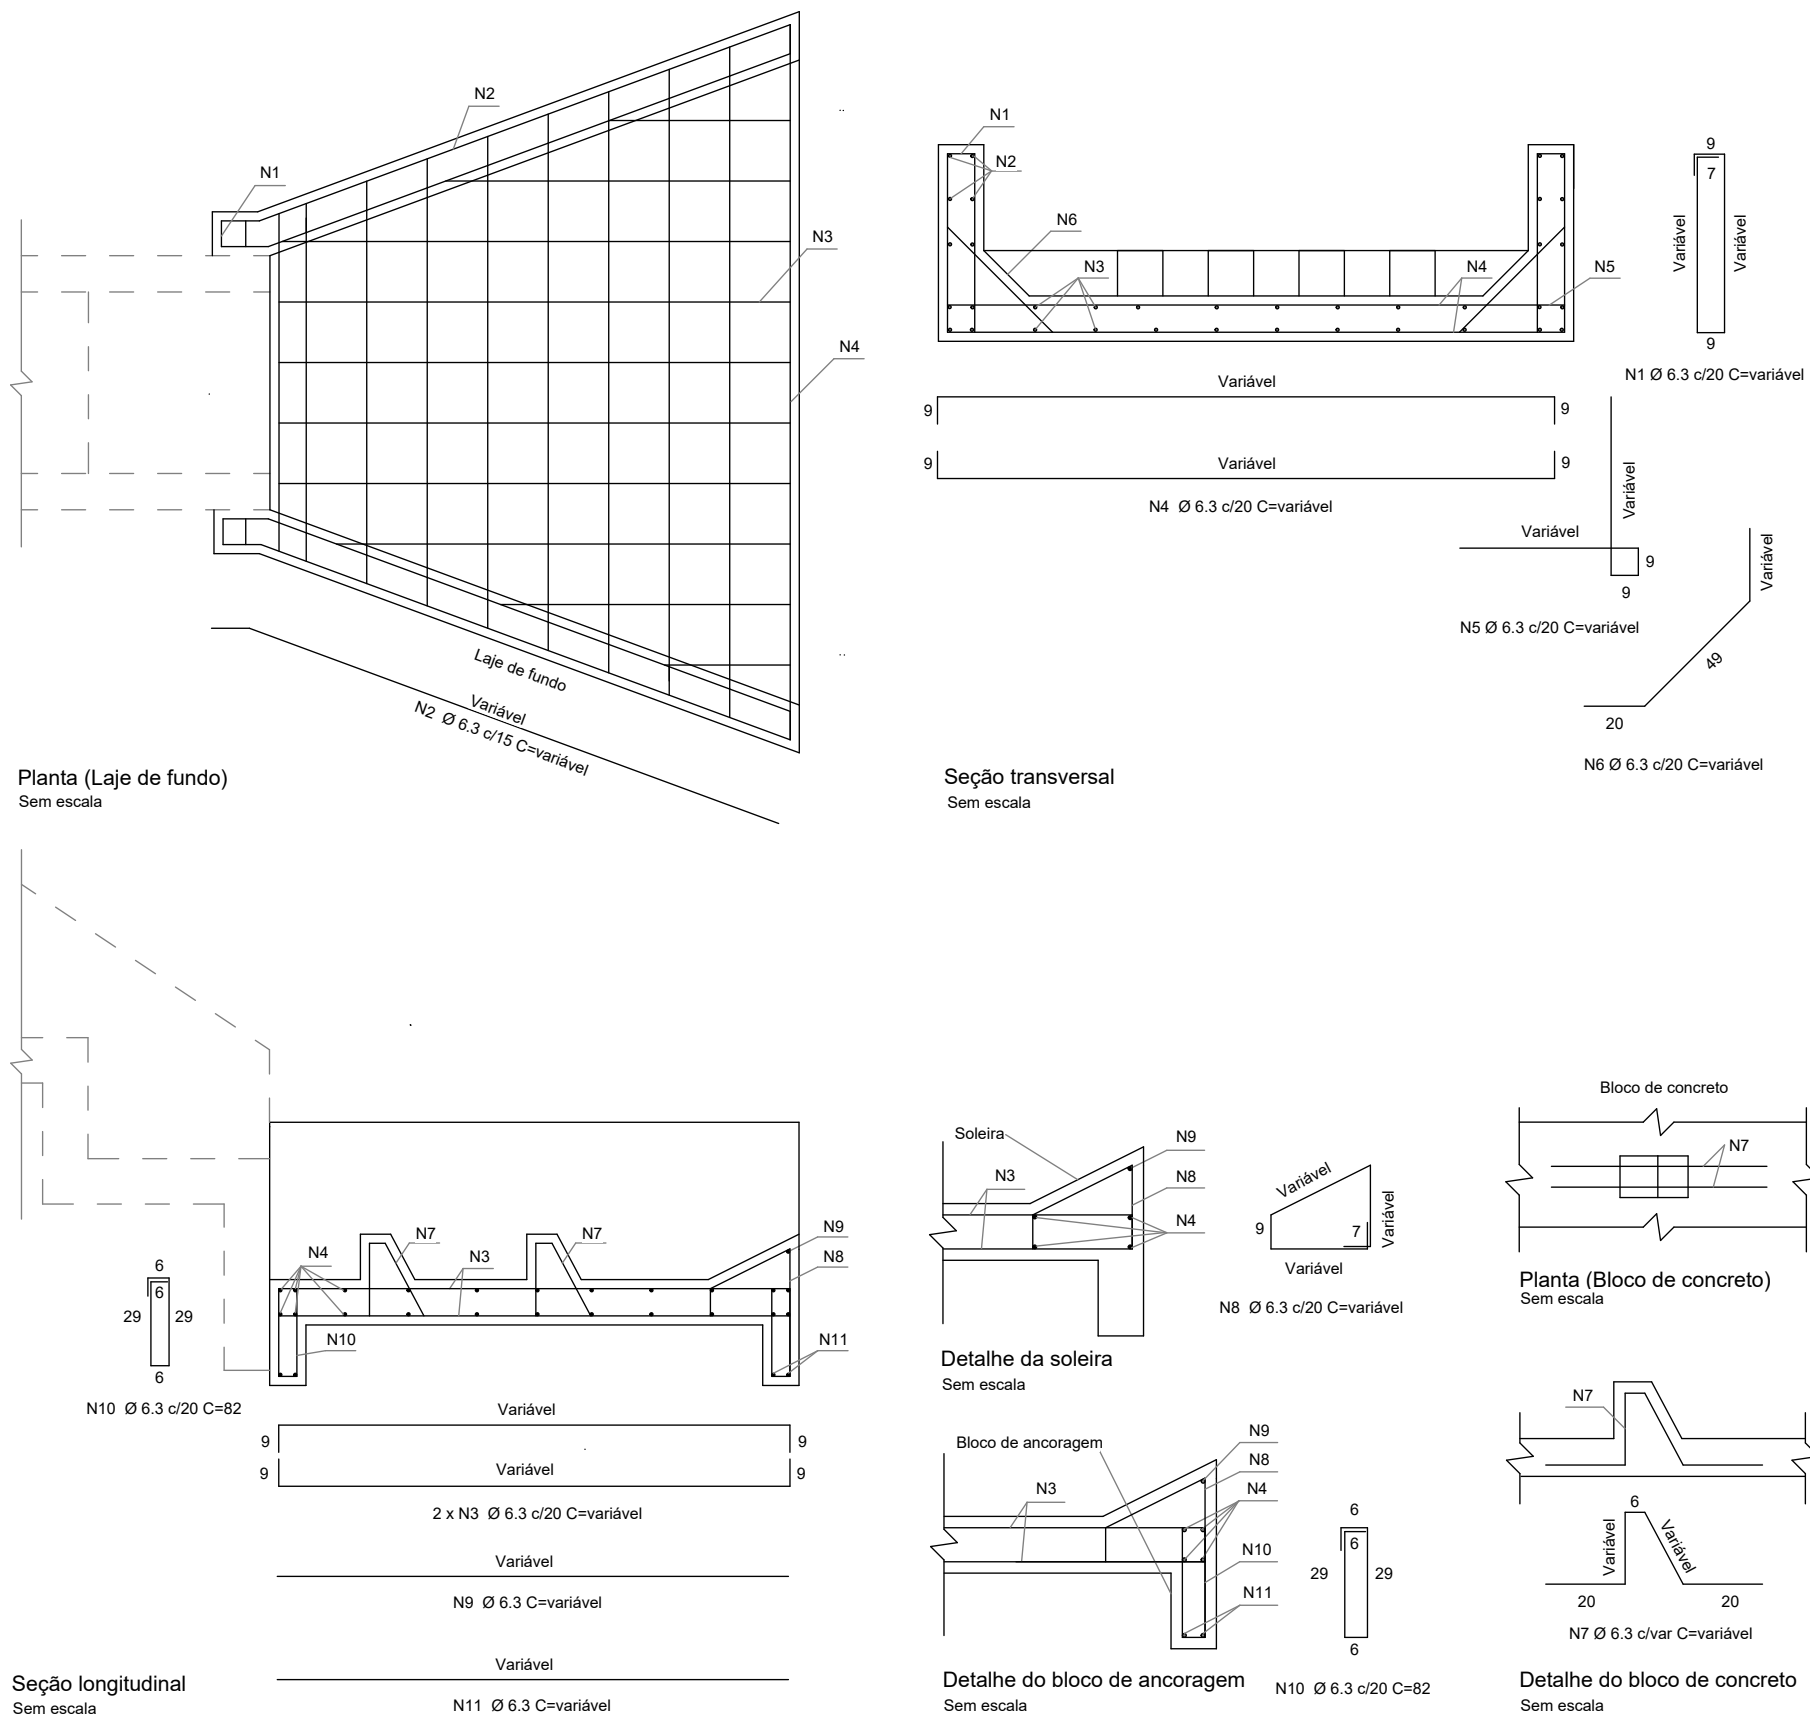 N2
N1
N3
N4
Laje de fundo
Variável
N2 Ø 6.3 c/15 C=variável
Planta (Laje de fundo)
Sem escala
N1
N2
N6
N3
N4
N5
9
7
Variável
Variável
9
N1 Ø 6.3 c/20 C=variável
Variável
9
9
9
Variável
9
N4 Ø 6.3 c/20 C=variável
Variável
Variável
9
9
N5 Ø 6.3 c/20 C=variável
Variável
49
20
N6 Ø 6.3 c/20 C=variável
Seção transversal
Sem escala
N7
N7
N9
N4
N3
N8
N10
N11
6
6
29
29
6
N10 Ø 6.3 c/20 C=82
Variável
9
9
9
Variável
9
2 x N3 Ø 6.3 c/20 C=variável
Variável
N9 Ø 6.3 C=variável
Variável
N11 Ø 6.3 C=variável
Seção longitudinal
Sem escala
Soleira
N9
N3
N8
N4
Variável
9
7
Variável
Variável
N8 Ø 6.3 c/20 C=variável
Detalhe da soleira
Sem escala
Bloco de concreto
N7
Planta (Bloco de concreto)
Sem escala
Bloco de ancoragem
N9
N8
N3
N4
N10
N11
6
6
29
29
6
N10 Ø 6.3 c/20 C=82
Detalhe do bloco de ancoragem
Sem escala
N7
6
Variável
Variável
20
20
N7 Ø 6.3 c/var C=variável
Detalhe do bloco de concreto
Sem escala